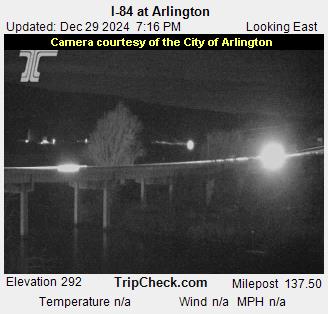 I-84 at Arlington
Updated: Dec 29 2024 7:16 PM Looking East
Camera courtesy of the City of Arlington
Elevation 292 TripCheck.com Milepost 137.50
Temperature n/a Wind n/a MPH n/a